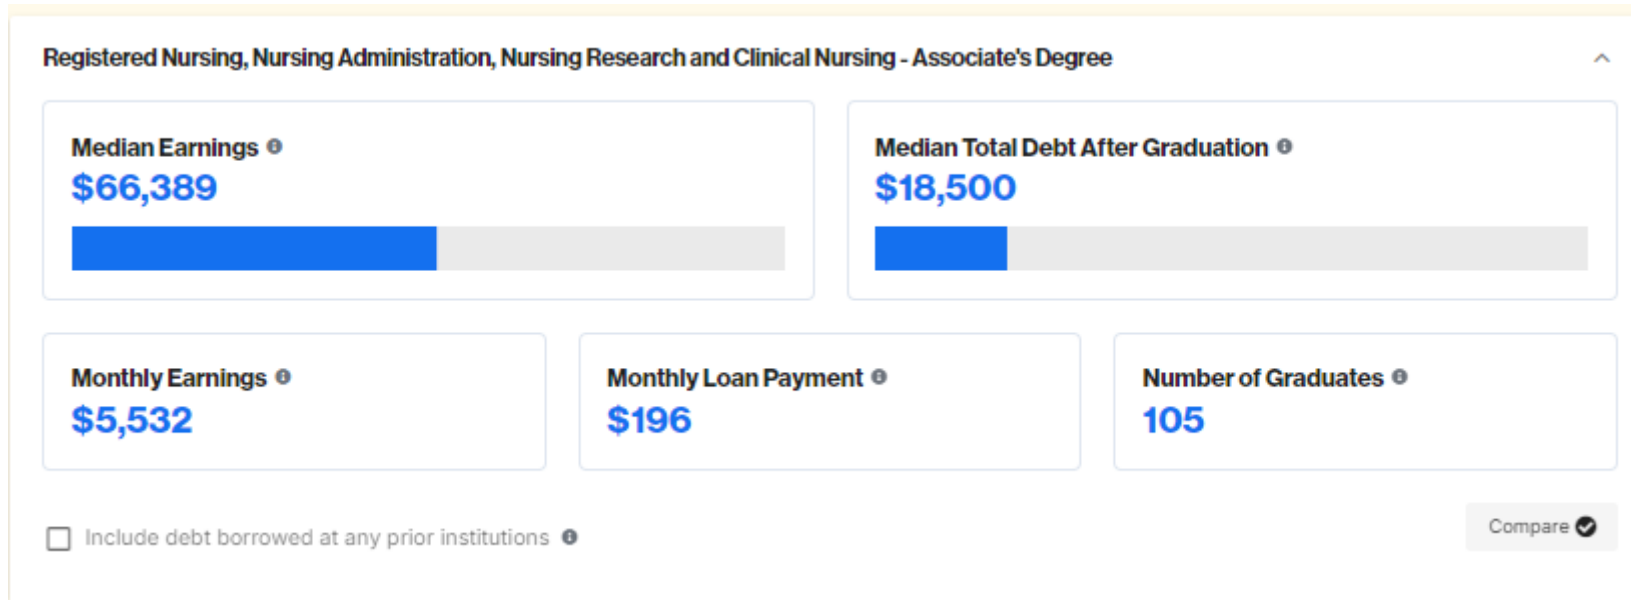 Registered Nursing, Nursing Administration, Nursing Research and Clinical Nursing - Associate's Degree
Median Earnings
$66,389
Median Total Debt After Graduation
$18,500
Monthly Earnings
$5,532
Monthly Loan Payment
$196
Number of Graduates
105
Include debt borrowed at any prior institutions
Compare